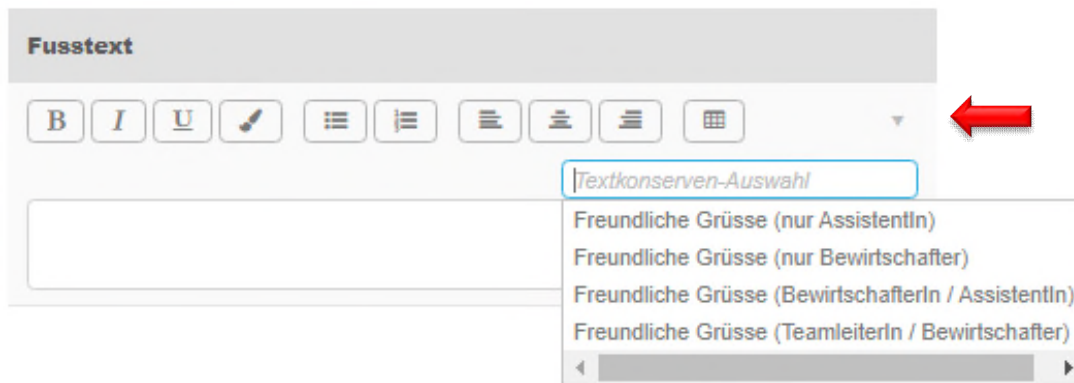 Fusstext
B I U
Textkonserven-Auswahl
Freundliche Grüsse (nur AssistentIn)
Freundliche Grüsse (nur Bewirtschafter)
Freundliche Grüsse (BewirtschafterIn / AssistentIn)
Freundliche Grüsse (TeamleiterIn / Bewirtschafter)